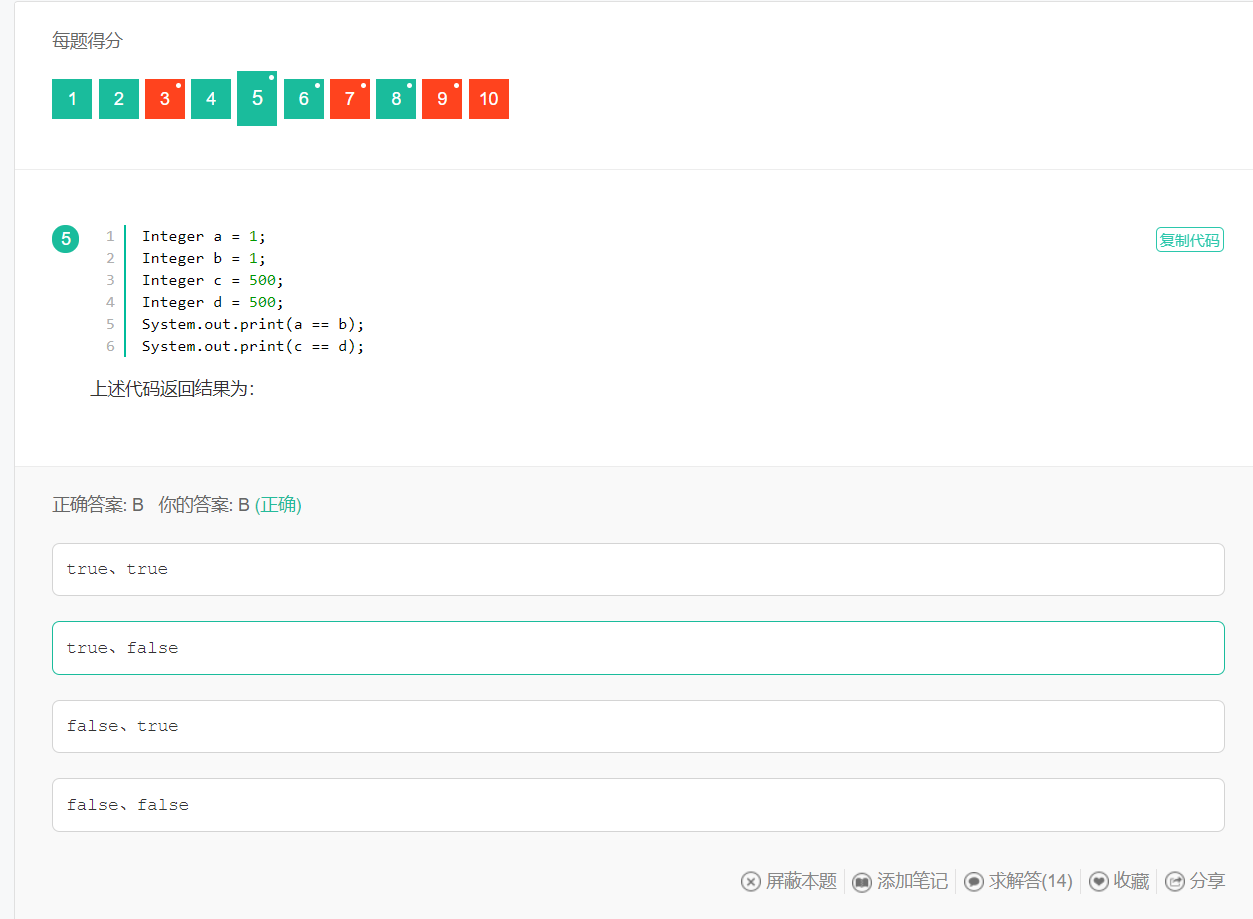 每题得分
1 2 3 4 5 6 7 8 9 10
5
复制代码
1 Integer a = 1;
2 Integer b = 1;
3 Integer c = 500;
4 Integer d = 500;
5 System.out.print(a == b);
6 System.out.print(c == d);
上述代码返回结果为：
正确答案: B 你的答案: B (正确)
true、true
true、false
false、true
false、false
屏蔽本题 添加笔记 求解答(14) 收藏 分享